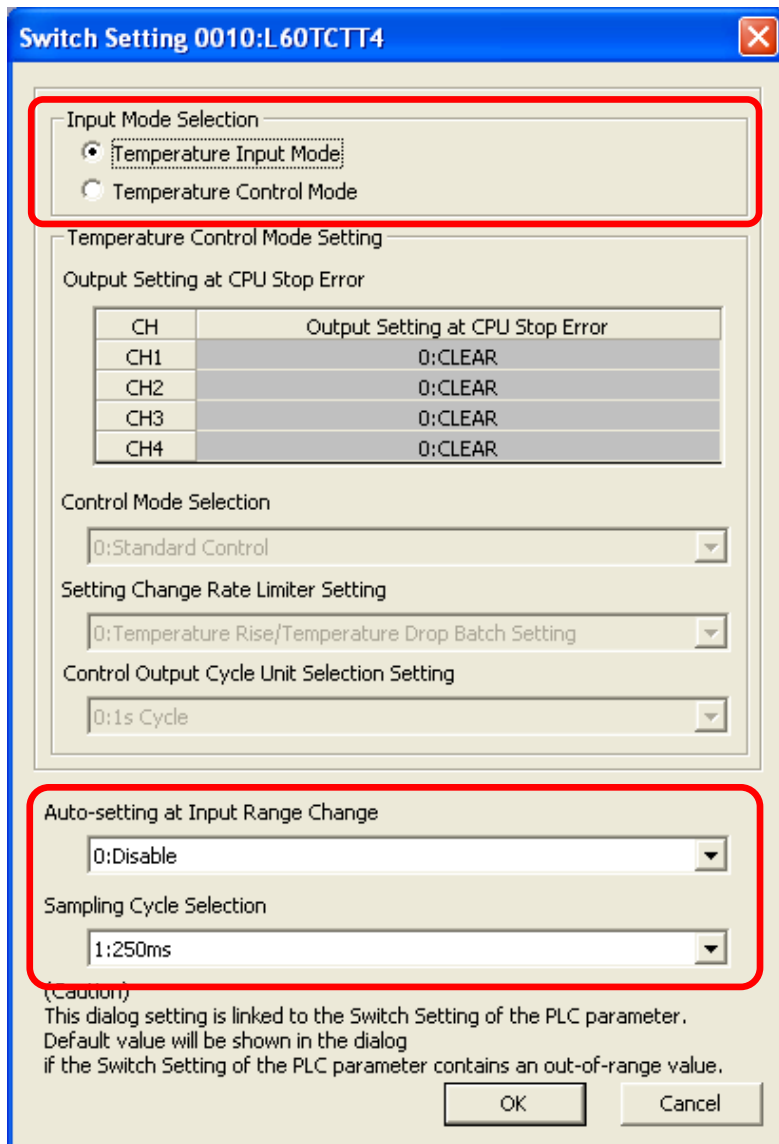 Switch Setting 0010:L60TCTT4
Input Mode Selection
Temperature Input Mode
Temperature Control Mode
Temperature Control Mode Setting
Output Setting at CPU Stop Error
CH Output Setting at CPU Stop Error
CH1 0:CLEAR
CH2 0:CLEAR
CH3 0:CLEAR
CH4 0:CLEAR
Control Mode Selection
0:Standard Control
Setting Change Rate Limiter Setting
0:Temperature Rise/Temperature Drop Batch Setting
Control Output Cycle Unit Selection Setting
0:1s Cycle
Auto-setting at Input Range Change
0:Disable
Sampling Cycle Selection
1:250ms
(Caution)
This dialog setting is linked to the Switch Setting of the PLC parameter.
Default value will be shown in the dialog
if the Switch Setting of the PLC parameter contains an out-of-range value.
OK Cancel